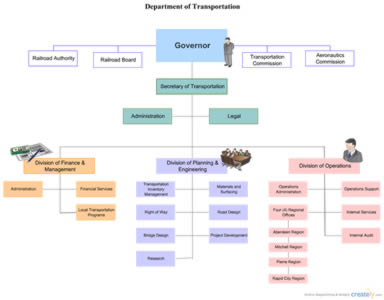 Department of Transportation
Governor
Railroad Authority
Railroad Board
Transportation
Commission
Aeronautics
Commission
Secretary of Transportation
Administration
Legal
Division of Finance &
Management
Division of Planning &
Engineering
Division of Operations
Administration
Financial Services
Local Transportation
Programs
Transportation
Inventory
Management
Materials and
Surfacing
Right of Way
Road Design
Bridge Design
Project Development
Research
Operations
Administration
Operations Support
Four (4) Regional
Offices
Internal Services
Aberdeen Region
Internal Audit
Mitchell Region
Pierre Region
Rapid City Region
creately